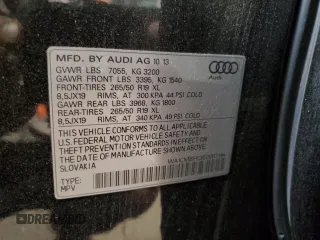 MFD. BY AUDI AG 10 13
GVWR LBS 7055, KG 3200
GAWR FRONT LBS 3395, KG 1540
FRONT-TIRES 265/50 R19 XL
8,5JX19 RIMS, AT 300 KPA 44 PSI COLD
GAWR REAR LBS 3968, KG 1800
REAR-TIRES 265/50 R19 XL
8,5JX19 RIMS, AT 340 KPA 49 PSI COLD
THIS VEHICLE CONFORMS TO ALL APPLICABLE
U.S. FEDERAL MOTOR VEHICLE SAFETY
STANDARDS IN EFFECT ON THE DATE OF
MANUFACTURE SHOWN ABOVE.
SLOVAKIA
TYPE:
MPV
Audi